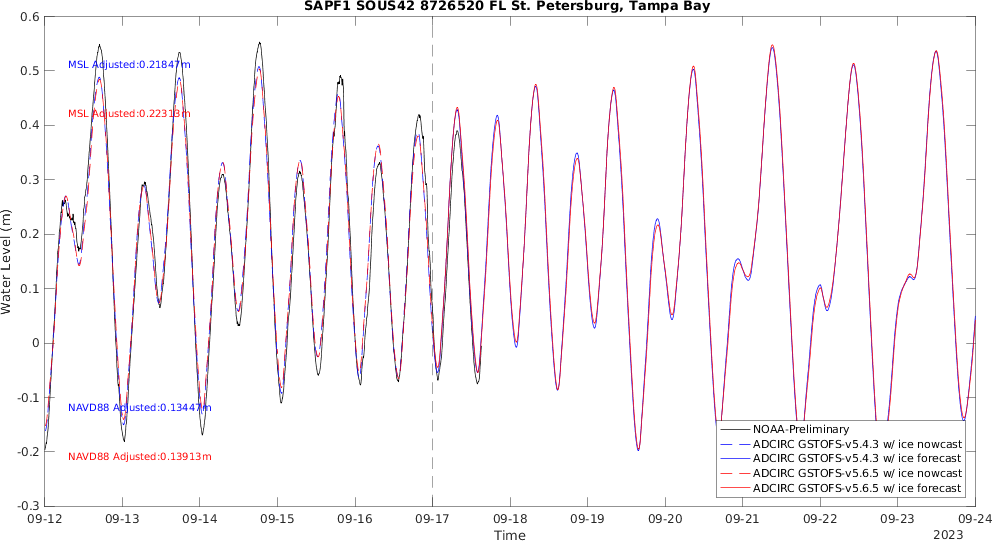 SAPF1 SOUS42 8726520 FL St. Petersburg, Tampa Bay
0.6
0.5
0.4
0.3
0.2
0.1
0
-0.1
-0.2
-0.3
Water Level (m)
MSL Adjusted:0.21847m
MSL Adjusted:0.22313m
NAVD88 Adjusted:0.13447m
NAVD88 Adjusted:0.13913m
NOAA-Preliminary
ADCIRC GSTOFS-v5.4.3 w/ ice nowcast
ADCIRC GSTOFS-v5.4.3 w/ ice forecast
ADCIRC GSTOFS-v5.6.5 w/ ice nowcast
ADCIRC GSTOFS-v5.6.5 w/ ice forecast
09-12 09-13 09-14 09-15 09-16 09-17 09-18 09-19 09-20 09-21 09-22 09-23 09-24
Time
2023